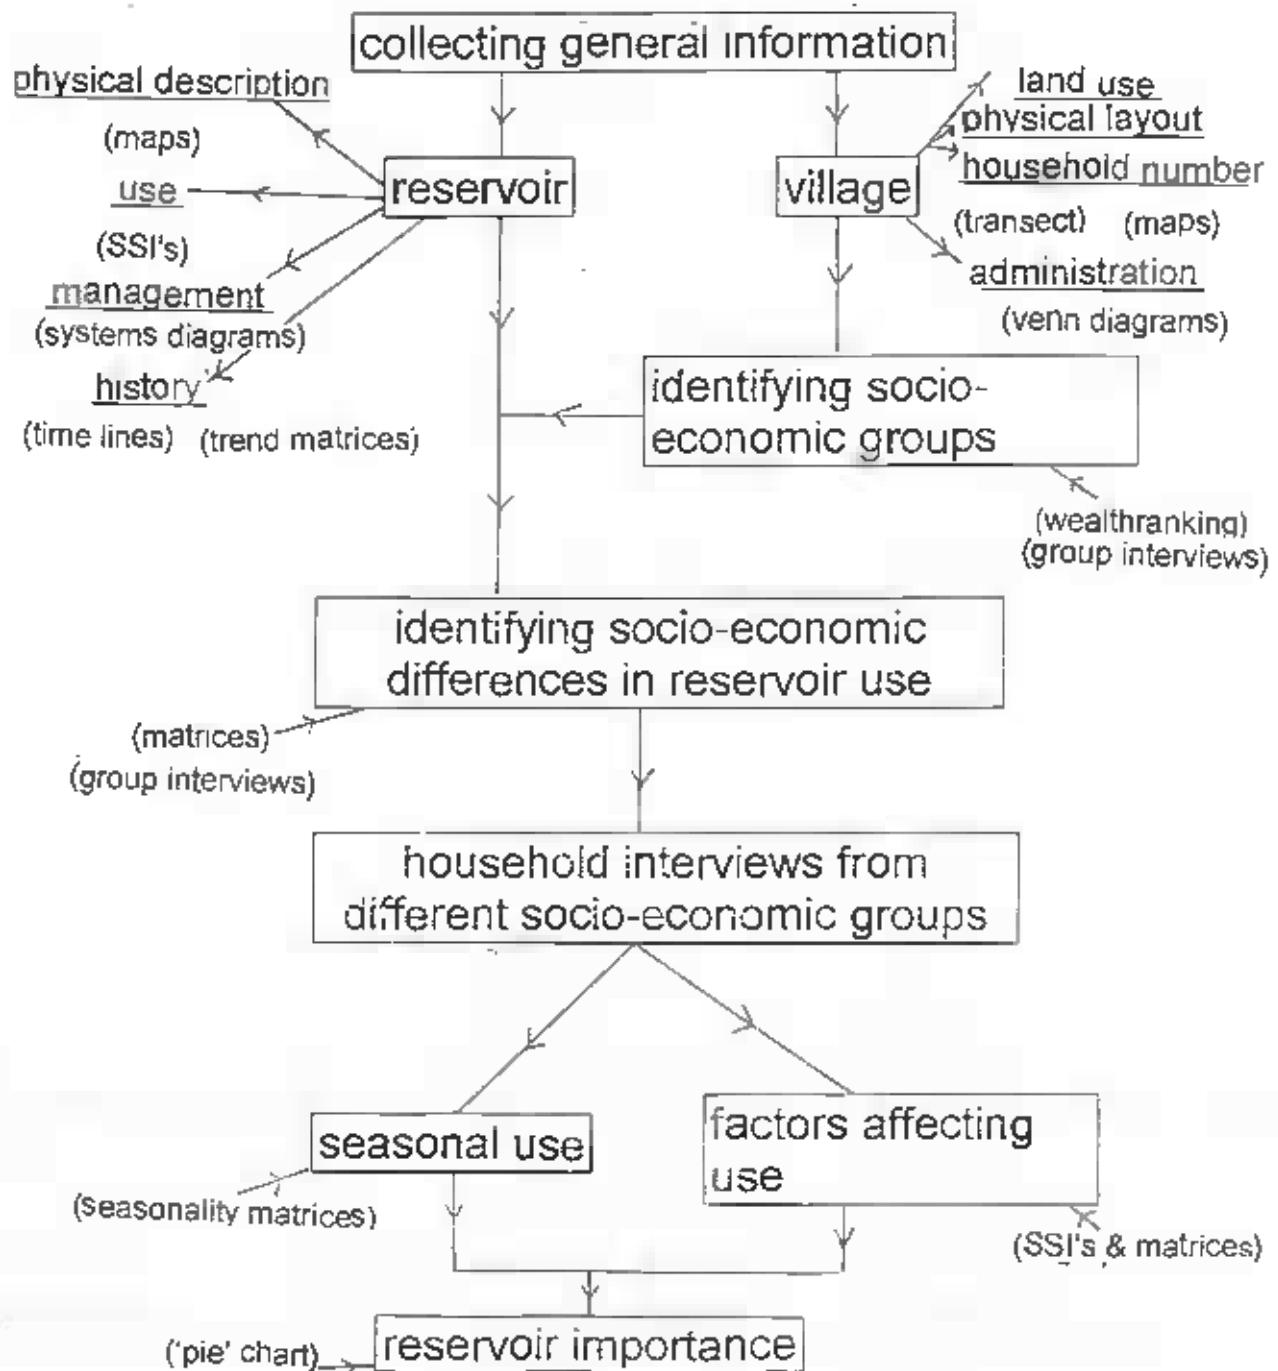 collecting general information
physical description
(maps)
use
(SSI's)
management
(systems diagrams)
history
(time lines) (trend matrices)
reservoir
village
land use
physical layout
household number
(transect) (maps)
administration
(venn diagrams)
identifying socio-
economic groups
(wealthranking)
(group interviews)
identifying socio-economic
differences in reservoir use
(matrices)
(group interviews)
household interviews from
different socio-economic groups
seasonal use
(seasonality matrices)
factors affecting
use
(SSI's & matrices)
reservoir importance
('pie' chart)